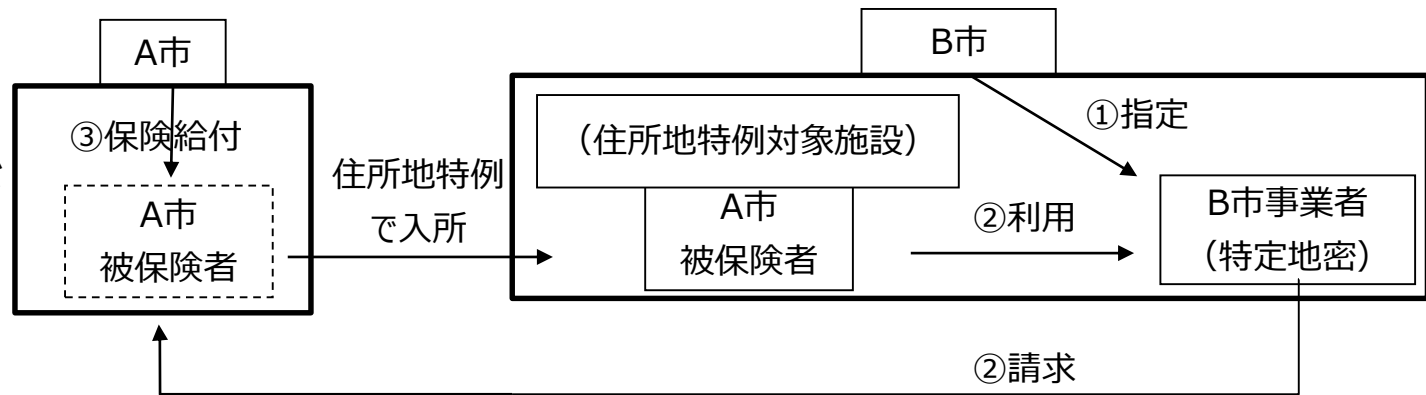 A市
B市
③保険給付
A市
被保険者
住所地特例
で入所
（住所地特例対象施設）
A市
被保険者
①指定
②利用
B市事業者
（特定地密）
②請求